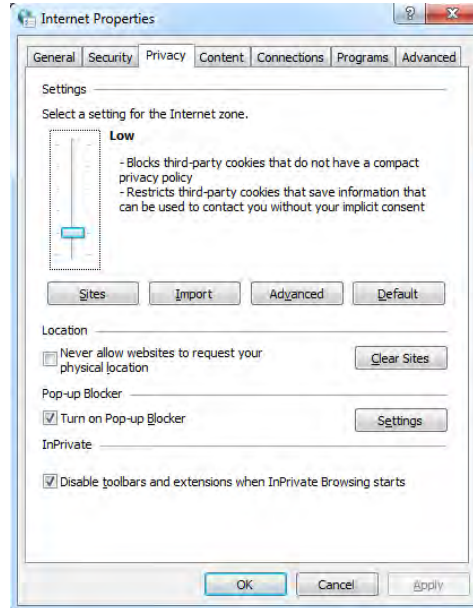 Internet Properties
General Security Privacy Content Connections Programs Advanced
Settings
Select a setting for the Internet zone.
Low
- Blocks third-party cookies that do not have a compact
privacy policy
- Restricts third-party cookies that save information that
can be used to contact you without your implicit consent
Sites Import Advanced Default
Location
Never allow websites to request your
physical location
Clear Sites
Pop-up Blocker
Turn on Pop-up Blocker
Settings
InPrivate
Disable toolbars and extensions when InPrivate Browsing starts
OK Cancel Apply